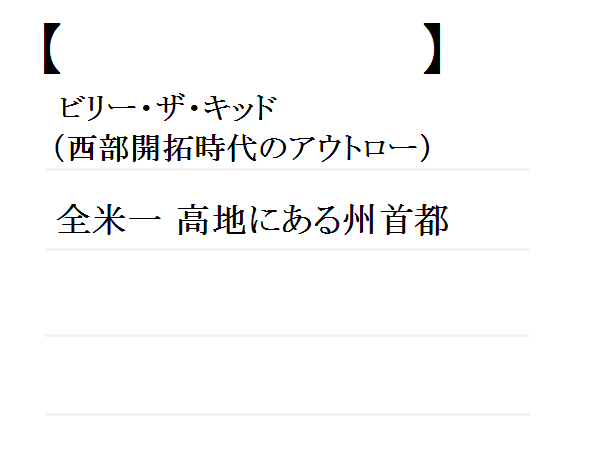 【 】
ビリー・ザ・キッド
（西部開拓時代のアウトロー）
全米一 高地にある州首都